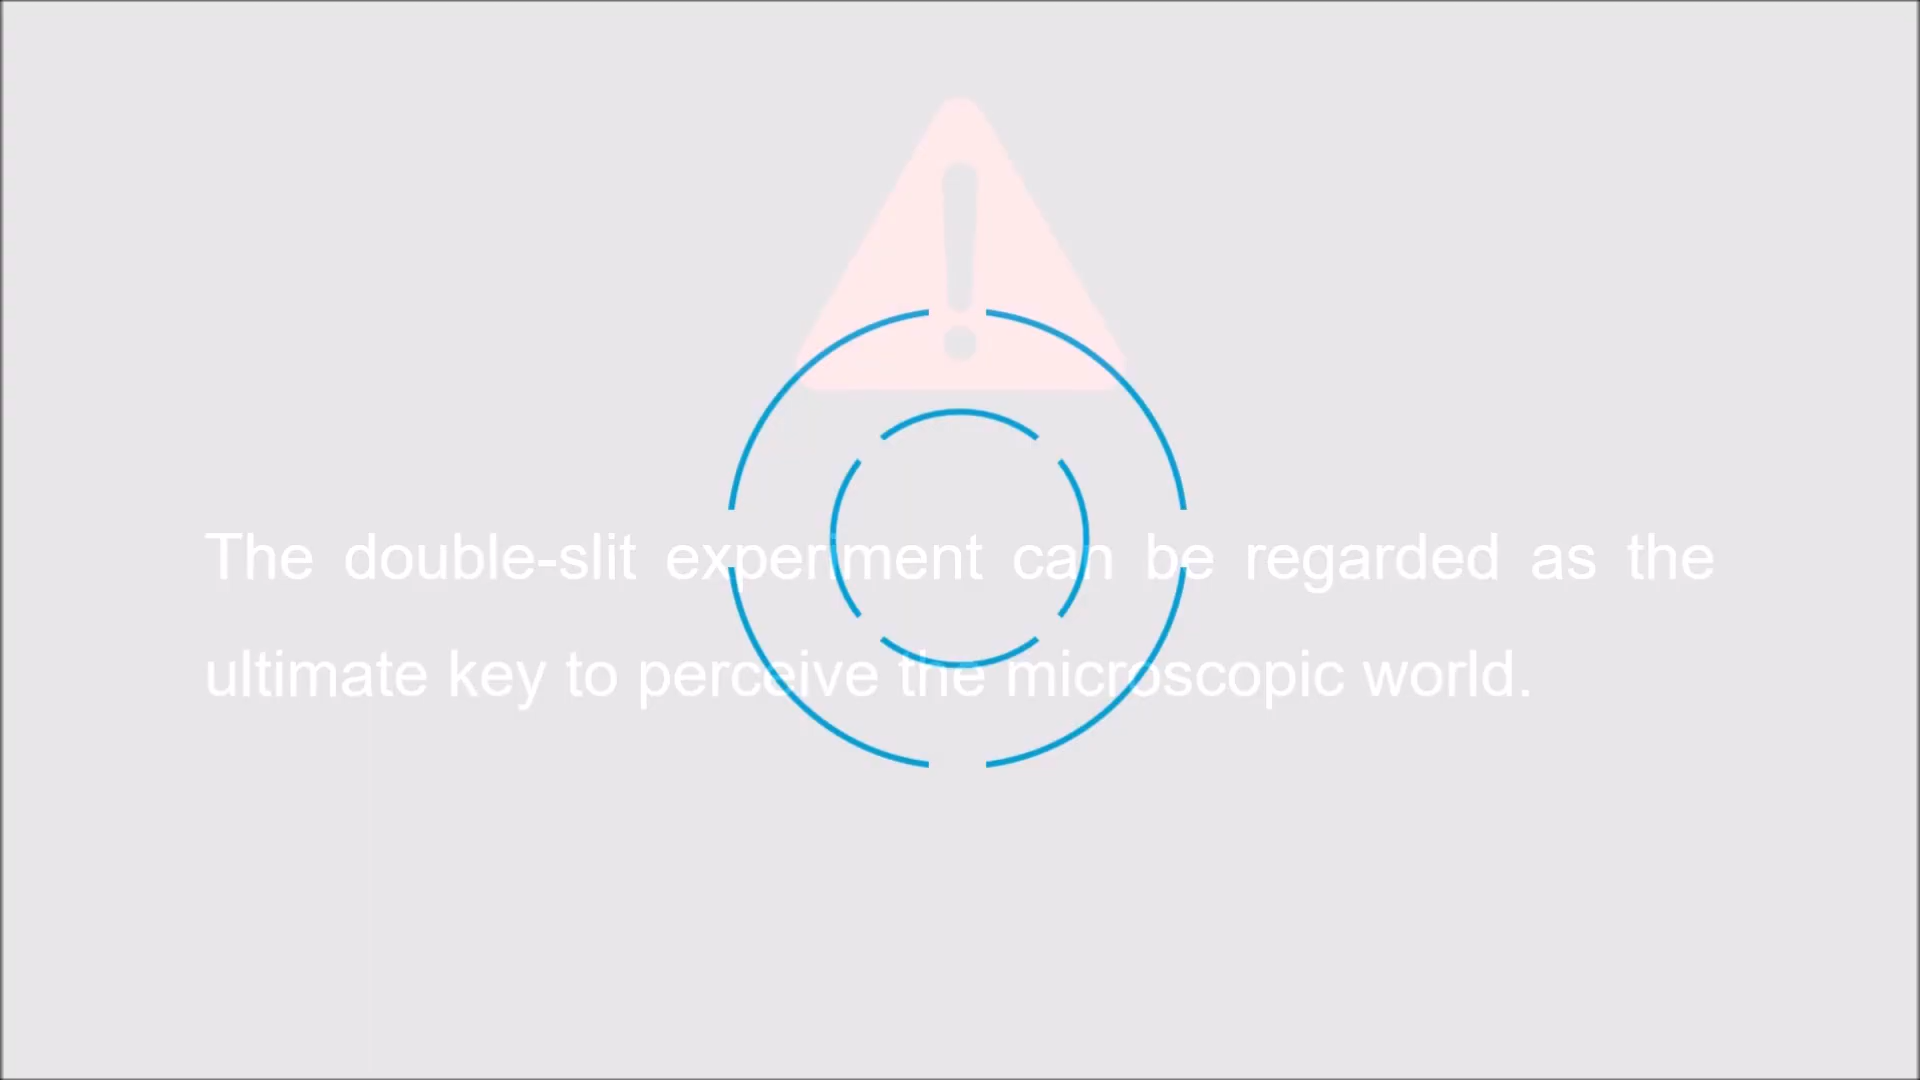 The double-slit experiment can be regarded as the
ultimate key to perceive the microscopic world.